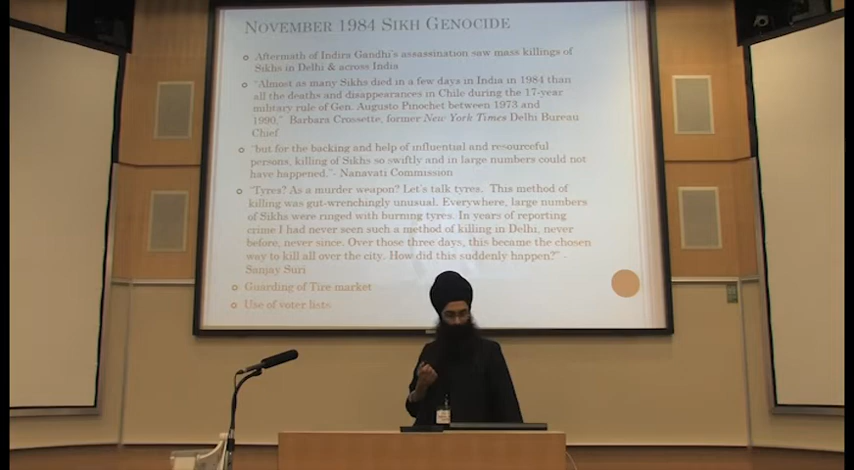 NOVEMBER 1984 SIKH GENOCIDE
Aftermath of Indira Gandhi's assassination saw mass killings of
Sikhs in Delhi & across India
"Almost as many Sikhs died in a few days in India in 1984 than
all the deaths and disappearances in Chile during the 17-year
military rule of Gen. Augusto Pinochet between 1973 and
1990," Barbara Crossette, former New York Times Delhi Bureau
Chief
"but for the backing and help of influential and resourceful
persons, killing of Sikhs so swiftly and in large numbers could not
have happened."- Nanavati Commission
"Tyres? As a murder weapon? Let's talk tyres. This method of
killing was gut-wrenchingly unusual. Everywhere, large numbers
of Sikhs were ringed with burning tyres. In years of reporting
crime I had never seen such a method of killing in Delhi, never
before, never since. Over those three days, this became the chosen
way to kill all over the city. How did this suddenly happen?" -
Sanjay Suri
Guarding of Tire market
Use of voter lists